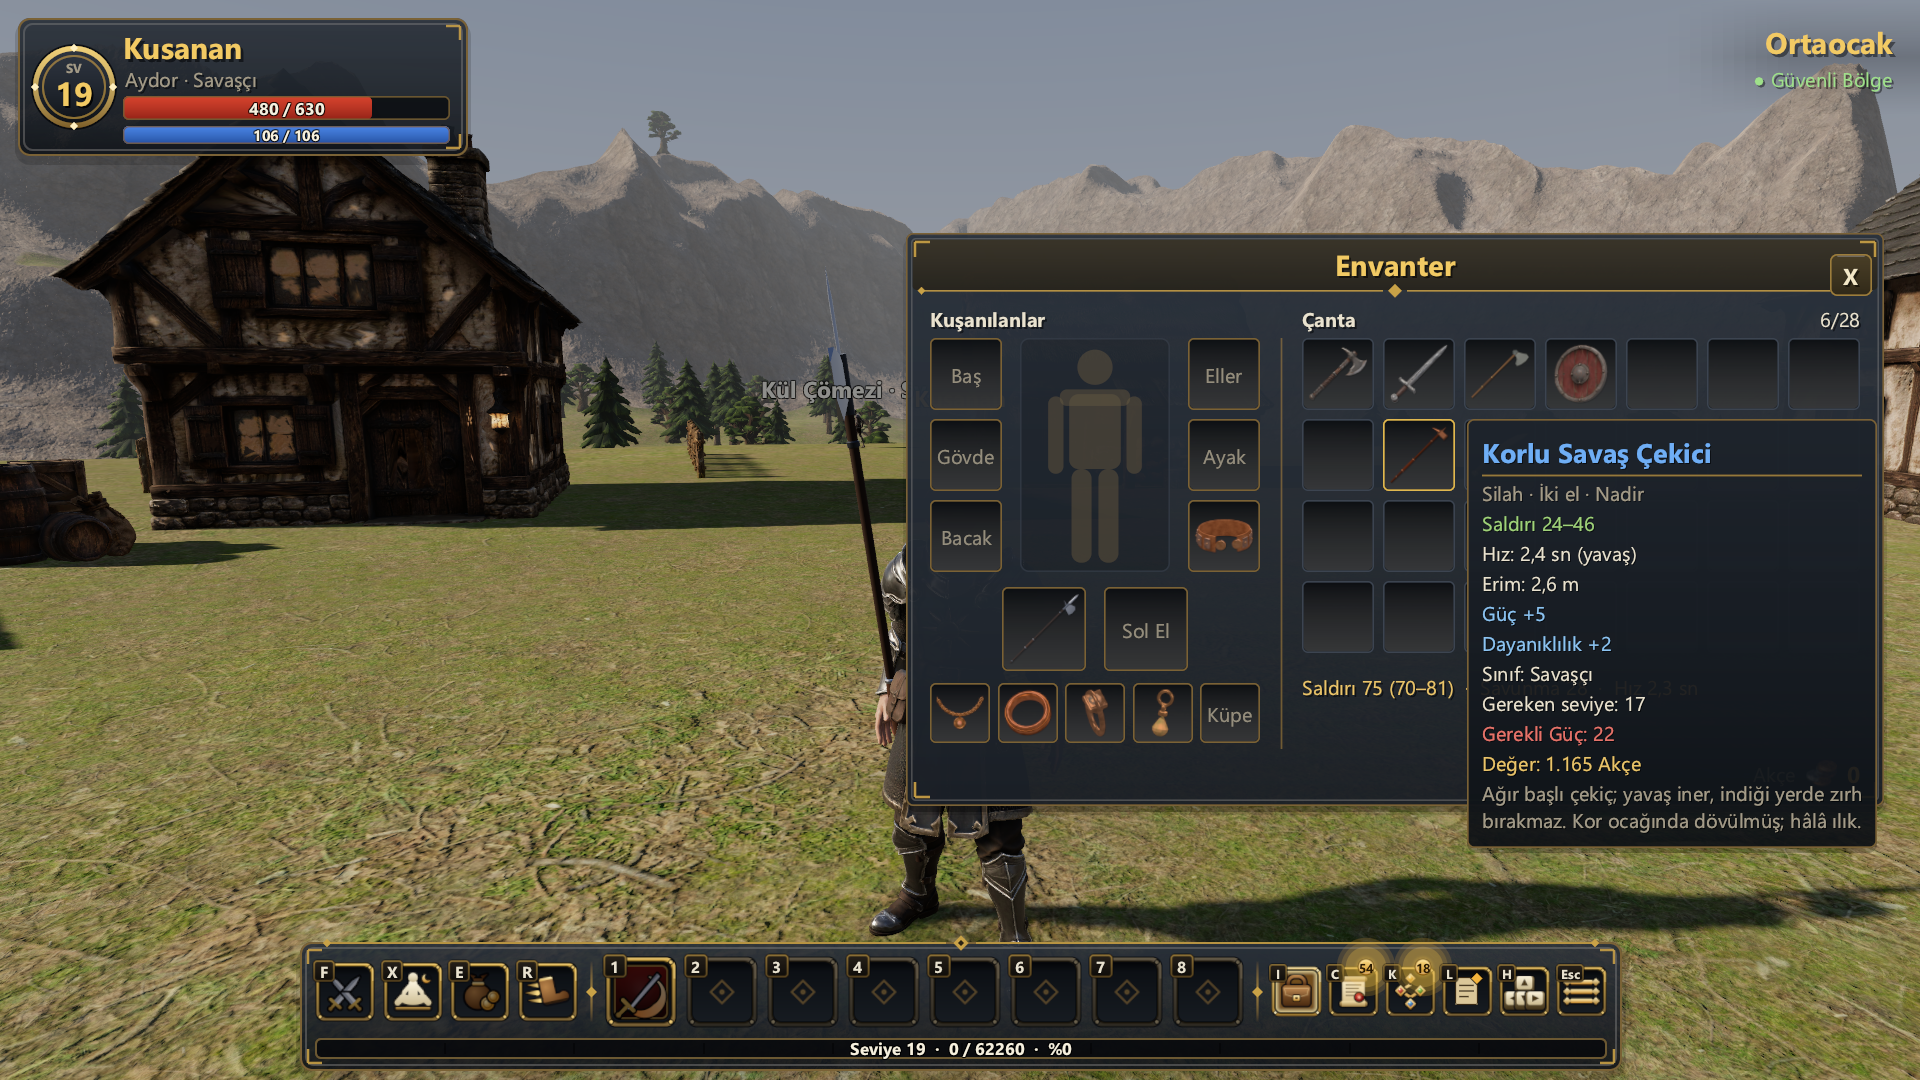 Kusanan
SV
19
Aydor · Savaşçı
480 / 630
106 / 106
Ortaocak
Güvenli Bölge
Kül Çömezi ·
Envanter
X
Kuşanılanlar
Çanta
6/28
Baş
Eller
Gövde
Ayak
Bacak
Sol El
Küpe
Saldırı 75 (70–81)
Korlu Savaş Çekici
Silah · İki el · Nadir
Saldırı 24–46
Hız: 2,4 sn (yavaş)
Erim: 2,6 m
Güç +5
Dayanıklılık +2
Sınıf: Savaşçı
Gereken seviye: 17
Gerekli Güç: 22
Değer: 1.165 Akçe
Ağır başlı çekiç; yavaş iner, indiği yerde zırh
bırakmaz. Kor ocağında dövülmüş; hâlâ ılık.
Akçe 0
F X E R 1 2 3 4 5 6 7 8 I C 54 K 18 L H Esc
Seviye 19 · 0 / 62260 · %0